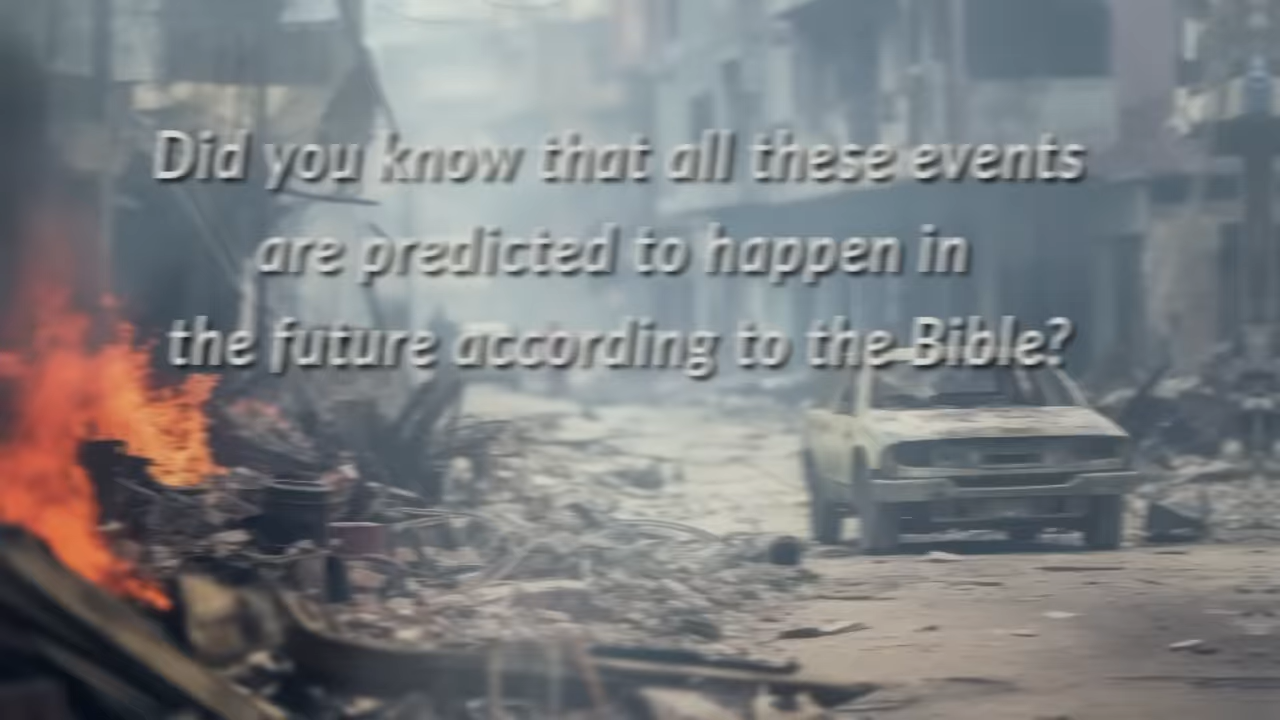 Did you know that all these events
are predicted to happen in
the future according to the Bible?